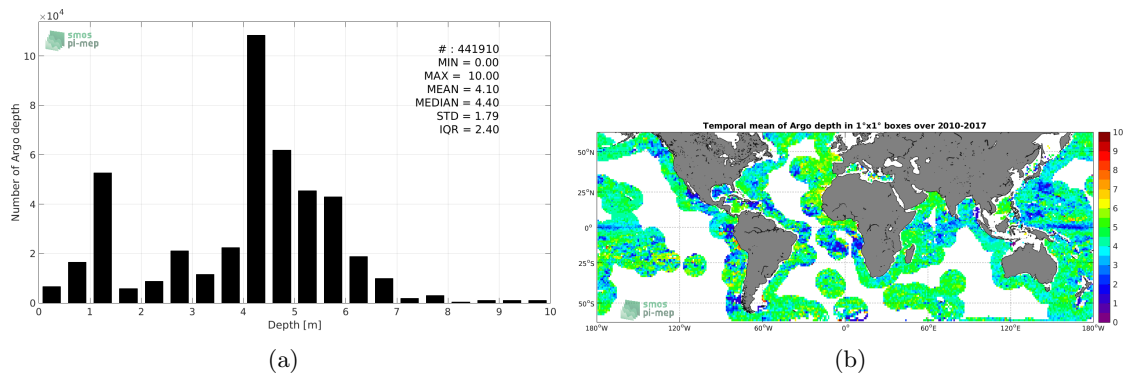 ×10⁴
smos
pi-mep
# : 441910
MIN = 0.00
MAX = 10.00
MEAN = 4.10
MEDIAN = 4.40
STD = 1.79
IQR = 2.40
Number of Argo depth
10
8
6
4
2
0
0 1 2 3 4 5 6 7 8 9 10
Depth [m]
(a)
Temporal mean of Argo depth in 1°x1° boxes over 2010-2017
50°N
25°N
0°
25°S
50°S
smos
pi-mep
180°W 120°W 60°W 0° 60°E 120°E 180°W
10
9
8
7
6
5
4
3
2
1
0
(b)